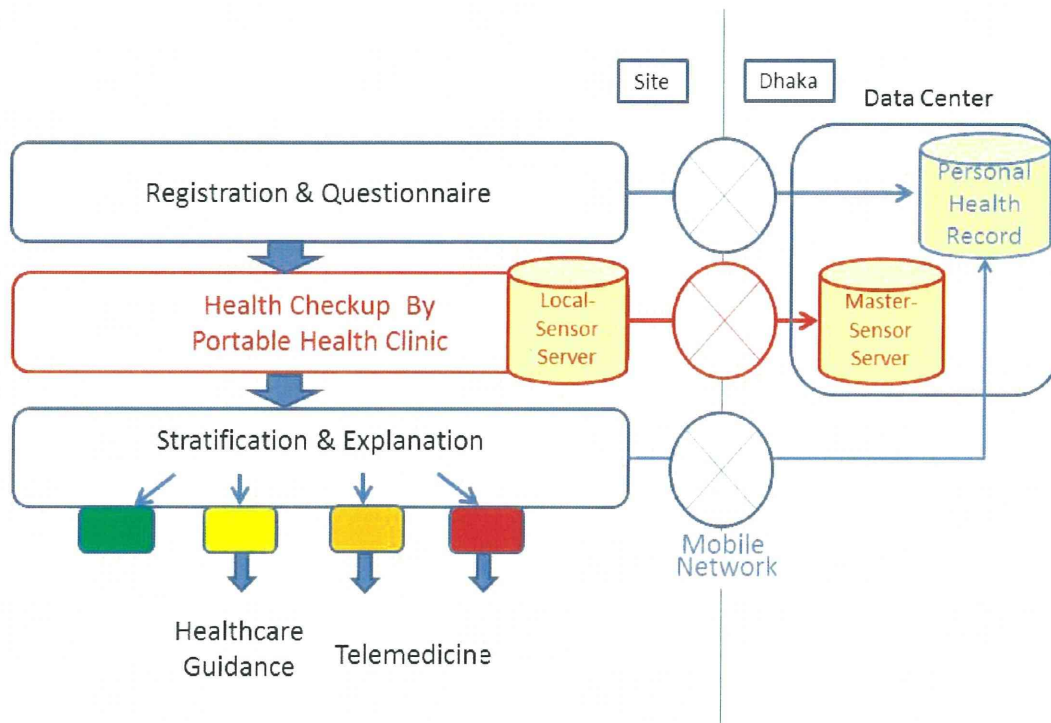 Site
Dhaka
Data Center
Registration & Questionnaire
Personal
Health
Record
Health Checkup By
Portable Health Clinic
Local-
Sensor
Server
Master-
Sensor
Server
Stratification & Explanation
Mobile
Network
Healthcare
Guidance
Telemedicine